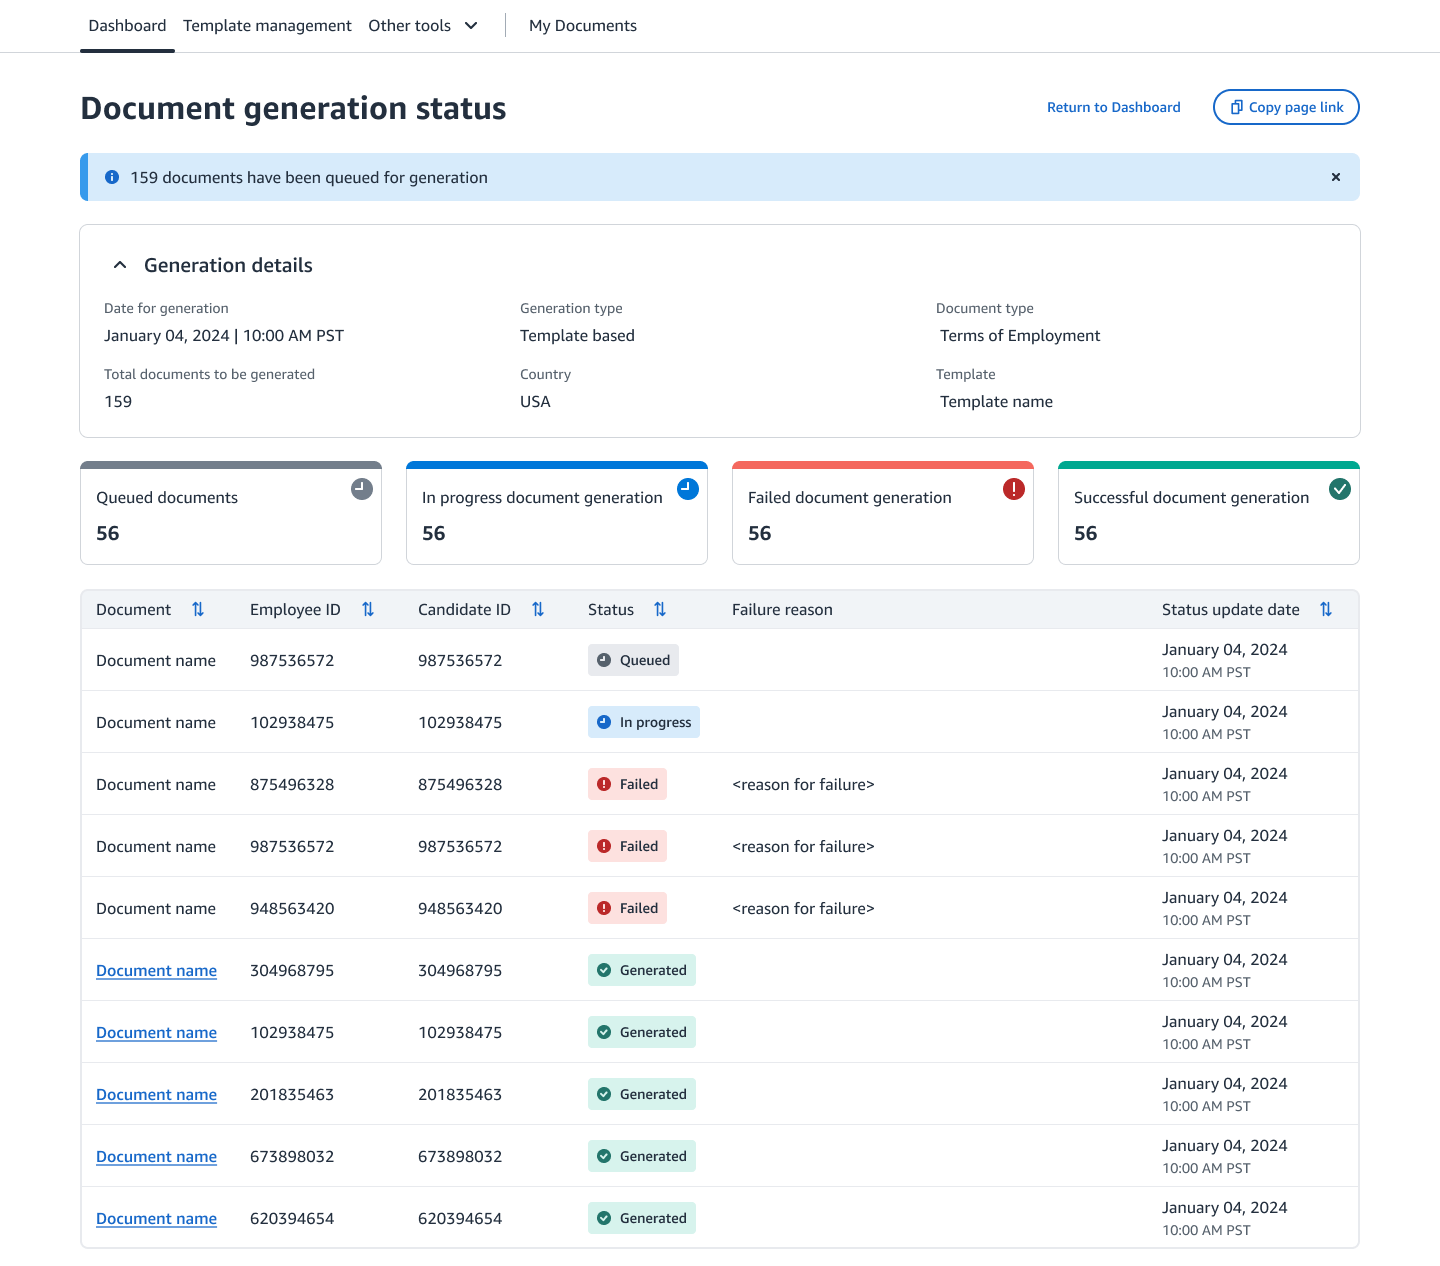 Dashboard Template management Other tools My Documents
Document generation status
Return to Dashboard Copy page link
159 documents have been queued for generation
Generation details
Date for generation Generation type Document type
January 04, 2024 | 10:00 AM PST Template based Terms of Employment
Total documents to be generated Country Template
159 USA Template name
Queued documents In progress document generation Failed document generation Successful document generation
56 56 56 56
Document Employee ID Candidate ID Status Failure reason Status update date
Document name 987536572 987536572 Queued January 04, 2024
10:00 AM PST
Document name 102938475 102938475 In progress January 04, 2024
10:00 AM PST
Document name 875496328 875496328 Failed <reason for failure> January 04, 2024
10:00 AM PST
Document name 987536572 987536572 Failed <reason for failure> January 04, 2024
10:00 AM PST
Document name 948563420 948563420 Failed <reason for failure> January 04, 2024
10:00 AM PST
Document name 304968795 304968795 Generated January 04, 2024
10:00 AM PST
Document name 102938475 102938475 Generated January 04, 2024
10:00 AM PST
Document name 201835463 201835463 Generated January 04, 2024
10:00 AM PST
Document name 673898032 673898032 Generated January 04, 2024
10:00 AM PST
Document name 620394654 620394654 Generated January 04, 2024
10:00 AM PST